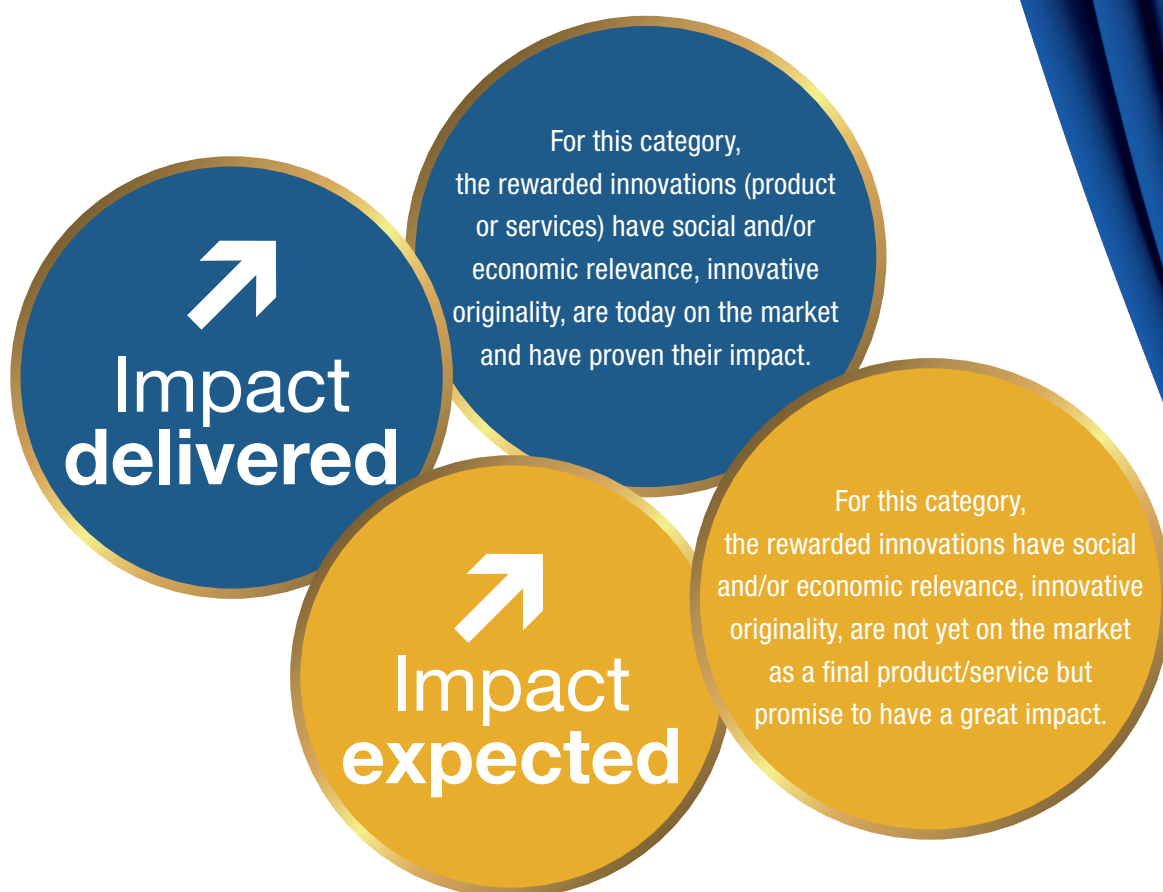 Impact
delivered
For this category,
the rewarded innovations (product
or services) have social and/or
economic relevance, innovative
originality, are today on the market
and have proven their impact.
Impact
expected
For this category,
the rewarded innovations have social
and/or economic relevance, innovative
originality, are not yet on the market
as a final product/service but
promise to have a great impact.